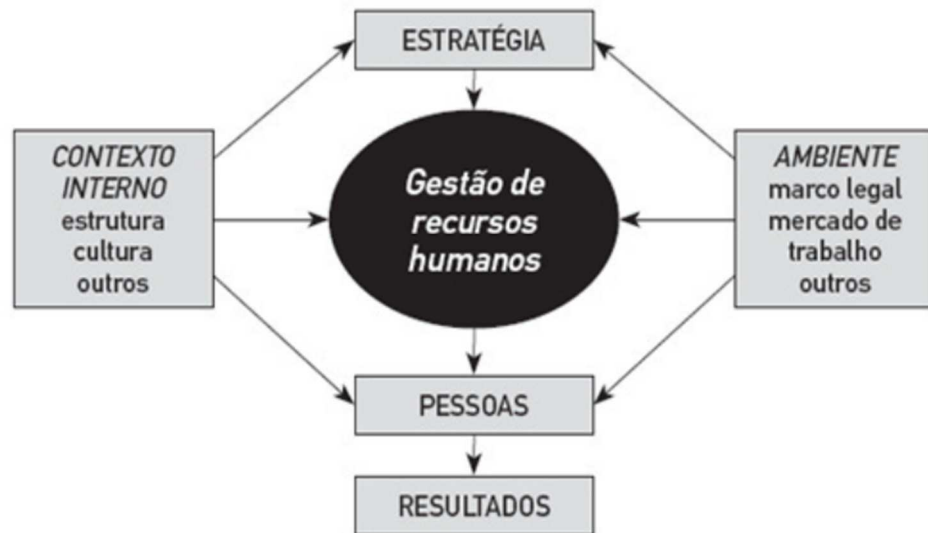 ESTRATÉGIA
CONTEXTO
INTERNO
estrutura
cultura
outros
Gestão de
recursos
humanos
AMBIENTE
marco legal
mercado de
trabalho
outros
PESSOAS
RESULTADOS